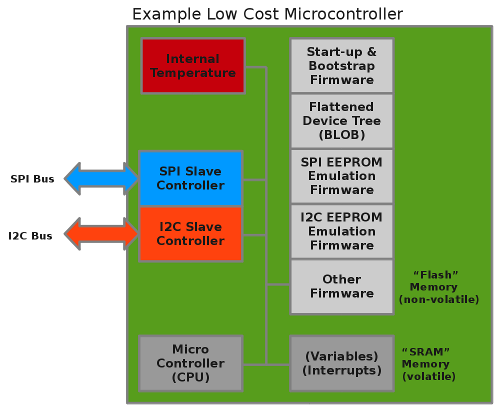 Example Low Cost Microcontroller
Internal
Temperature
Start-up &
Bootstrap
Firmware
Flattened
Device Tree
(BLOB)
SPI Bus
SPI Slave
Controller
SPI EEPROM
Emulation
Firmware
I2C Bus
I2C Slave
Controller
I2C EEPROM
Emulation
Firmware
Other
Firmware
“Flash”
Memory
(non-volatile)
Micro
Controller
(CPU)
(Variables)
(Interrupts)
“SRAM”
Memory
(volatile)